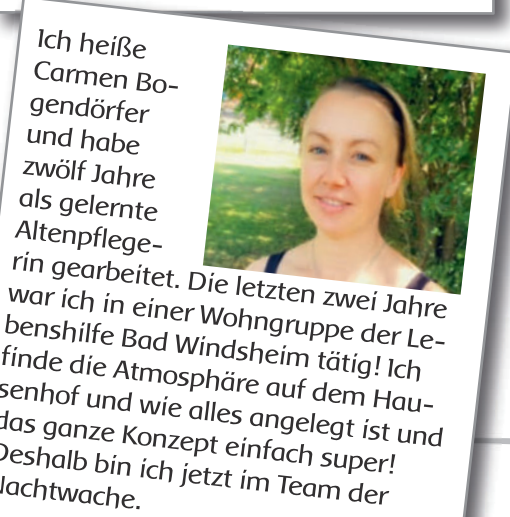 Ich heiße
Carmen Bo-
gendörfer
und habe
zwölf Jahre
als gelernte
Altenpflege-
rin gearbeitet. Die letzten zwei Jahre
war ich in einer Wohngruppe der Le-
benshilfe Bad Windsheim tätig! Ich
finde die Atmosphäre auf dem Hau-
senhof und wie alles angelegt ist und
das ganze Konzept einfach super!
Deshalb bin ich jetzt im Team der
Nachtwache.